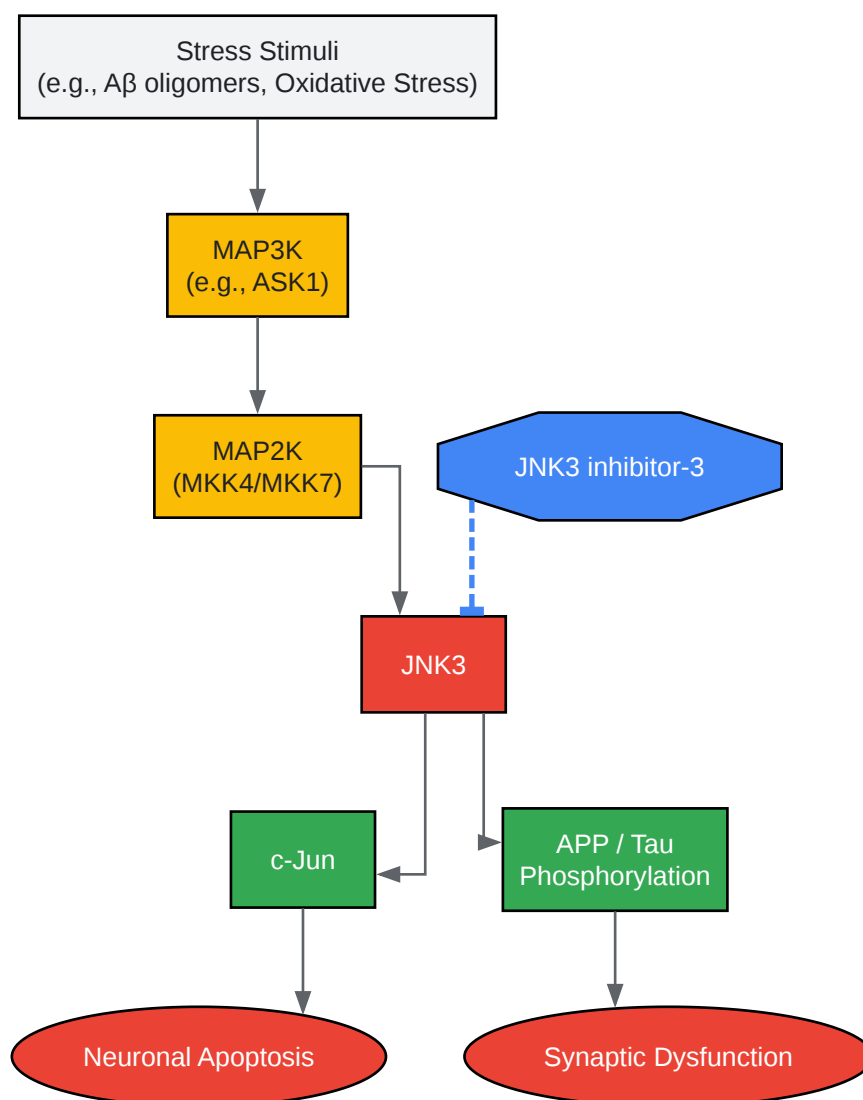 Stress Stimuli
(e.g., Aβ oligomers, Oxidative Stress)
MAP3K
(e.g., ASK1)
MAP2K
(MKK4/MKK7)
JNK3 inhibitor-3
JNK3
c-Jun
APP / Tau
Phosphorylation
Neuronal Apoptosis
Synaptic Dysfunction